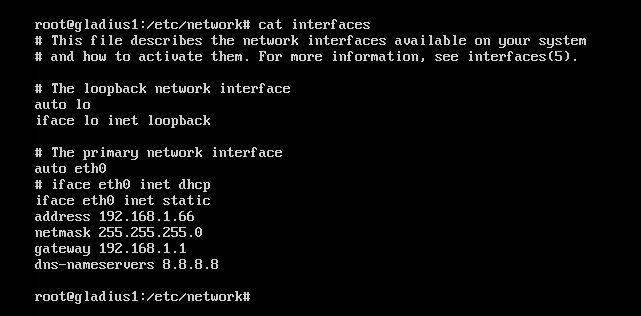 root@gladius1:/etc/network# cat interfaces
# This file describes the network interfaces available on your system
# and how to activate them. For more information, see interfaces(5).
# The loopback network interface
auto lo
iface lo inet loopback
# The primary network interface
auto eth0
# iface eth0 inet dhcp
iface eth0 inet static
address 192.168.1.66
netmask 255.255.255.0
gateway 192.168.1.1
dns-nameservers 8.8.8.8
root@gladius1:/etc/network#